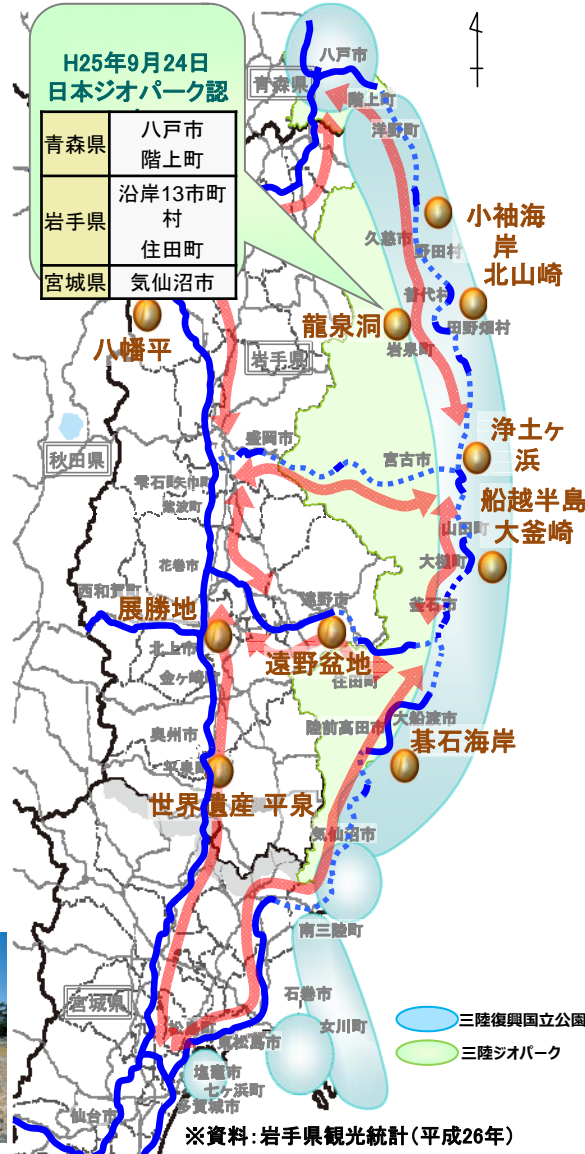 H25年9月24日
日本ジオパーク認
青森県
八戸市
階上町
岩手県
沿岸13市町
村
住田町
宮城県
気仙沼市
八戸市
青森県
階上町
洋野町
小袖海
岸
久慈市
野田村
北山崎
普代村
田野畑村
龍泉洞
岩泉町
八幡平
岩手県
盛岡市
浄土ヶ
浜
宮古市
秋田県
雫石町
矢巾町
紫波町
船越半島
大釜崎
山田町
大槌町
花巻市
西和賀町
遠野市
釜石市
展勝地
北上市
遠野盆地
金ヶ崎町
住田町
奥州市
陸前高田市
大船渡市
碁石海岸
平泉町
世界遺産 平泉
気仙沼市
南三陸町
宮城県
石巻市
女川町
三陸復興国立公園
三陸ジオパーク
東松島市
塩竈市
七ヶ浜町
多賀城市
仙台市
※資料：岩手県観光統計（平成26年）